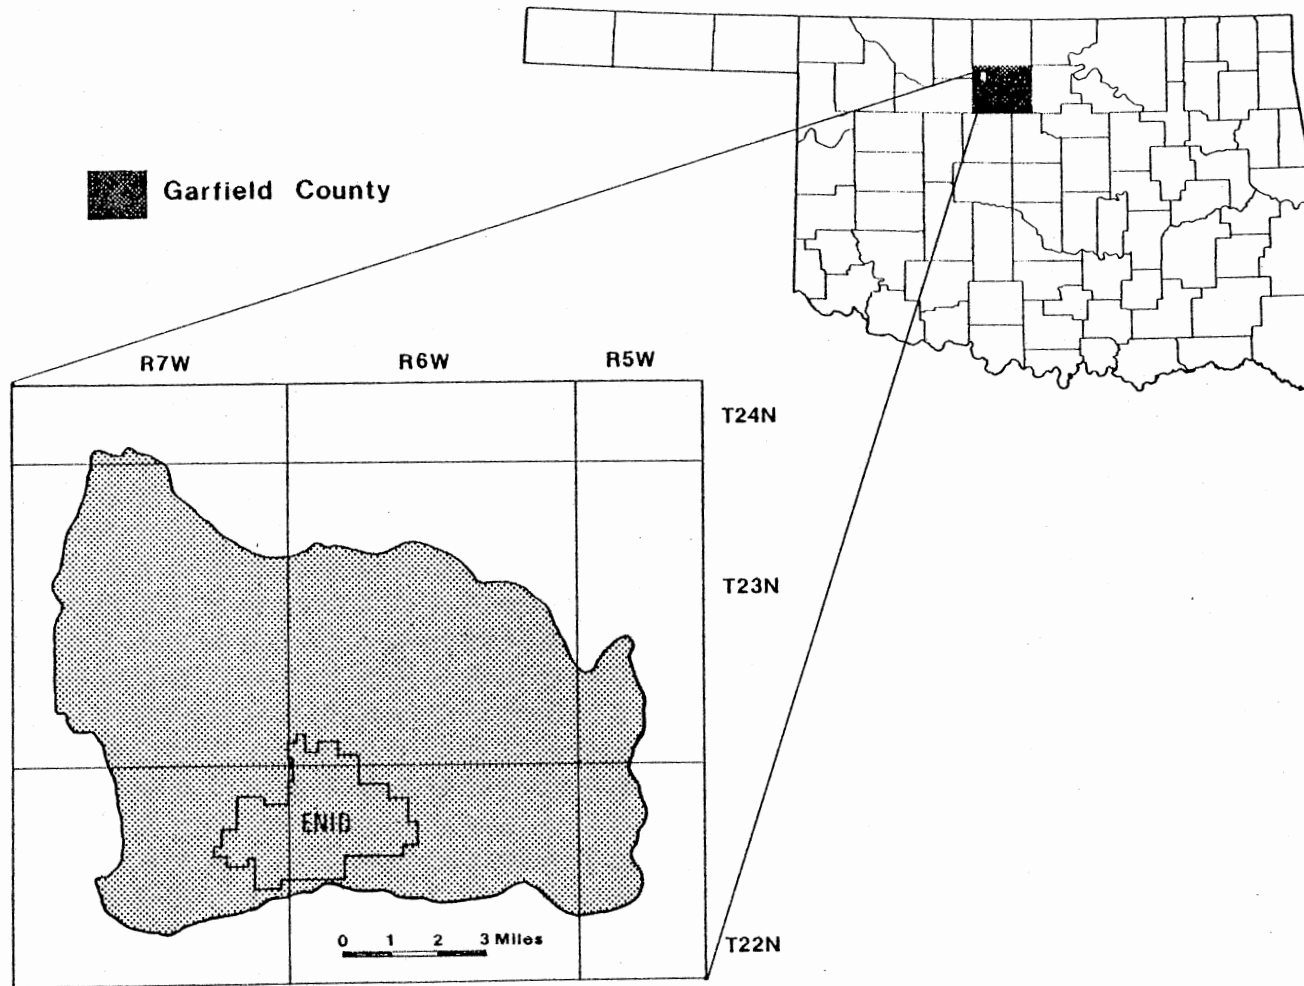 Garfield County
R7W R6W R5W
T24N
T23N
ENID
0 1 2 3 Miles
T22N